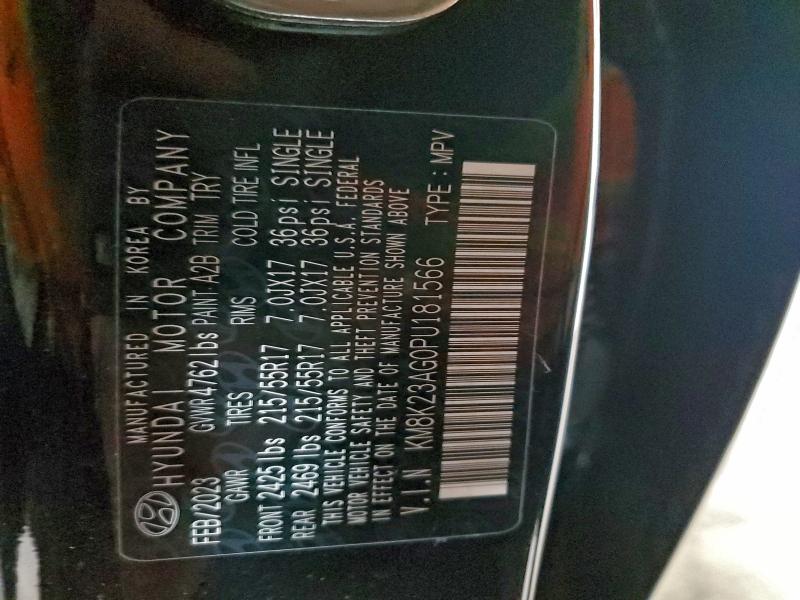 MANUFACTURED IN KOREA BY
HYUNDAI MOTOR COMPANY
FEB/2023 GVWR 4762lbs PAINT A2B TRIM TRY
GAWR TIRES RIMS COLD TIRE INFL
FRONT 2425 lbs 215/55R17 7.0JX17 36psi SINGLE
REAR 2469 lbs 215/55R17 7.0JX17 36psi SINGLE
THIS VEHICLE CONFORMS TO ALL APPLICABLE U.S.A. FEDERAL
MOTOR VEHICLE SAFETY AND THEFT PREVENTION STANDARDS
IN EFFECT ON THE DATE OF MANUFACTURE SHOWN ABOVE
V.I.N KM8K23AG0PU181566 TYPE : MPV